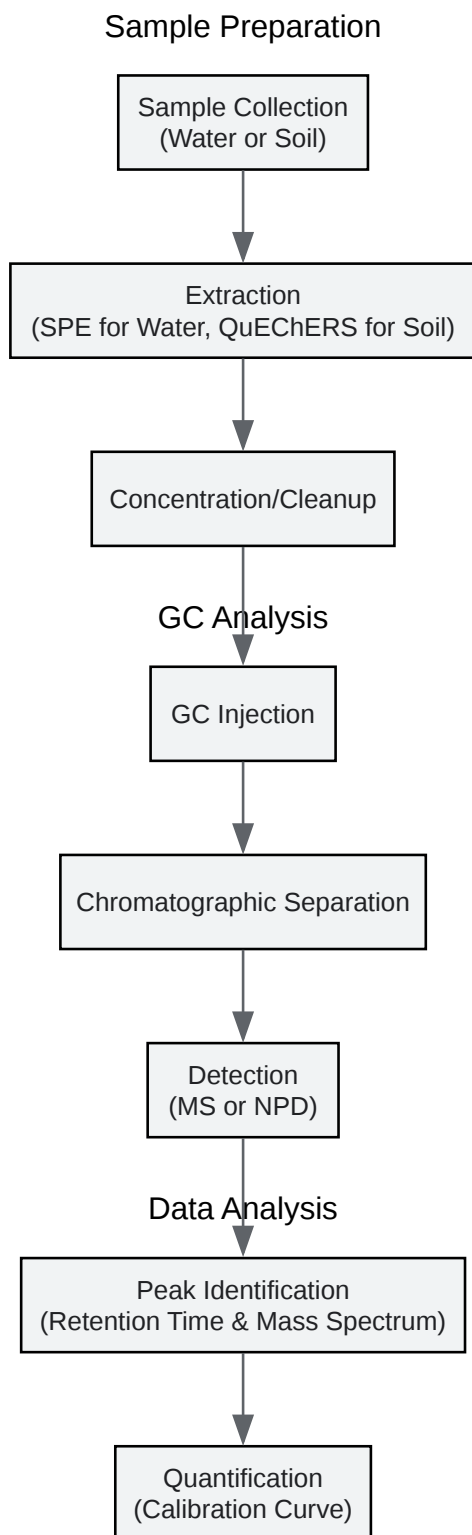 Sample Preparation
Sample Collection
(Water or Soil)
Extraction
(SPE for Water, QuEChERS for Soil)
Concentration/Cleanup
GC Analysis
GC Injection
Chromatographic Separation
Detection
(MS or NPD)
Data Analysis
Peak Identification
(Retention Time & Mass Spectrum)
Quantification
(Calibration Curve)